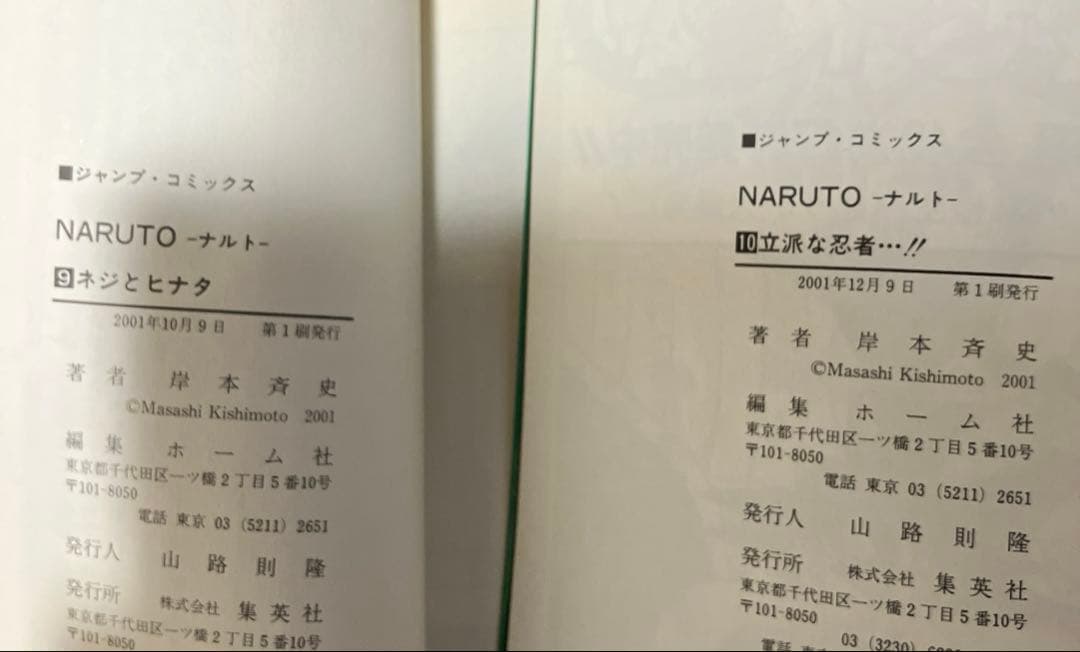 ■ジャンプ・コミックス
NARUTO -ナルト-
9ネジとヒナタ
2001年10月9日 第1刷発行
著者 岸本斉史
©Masashi Kishimoto 2001
編集 ホーム社
東京都千代田区一ツ橋2丁目5番10号
〒101-8050
電話 東京 03 (5211) 2651
発行人 山路則隆
発行所 株式会社 集英社
東京都千代田区一ツ橋2丁目5番10号
〒101-8050
■ジャンプ・コミックス
NARUTO -ナルト-
10立派な忍者…!!
2001年12月9日 第1刷発行
著者 岸本斉史
©Masashi Kishimoto 2001
編集 ホーム社
東京都千代田区一ツ橋2丁目5番10号
〒101-8050
電話 東京 03 (5211) 2651
発行人 山路則隆
発行所 株式会社 集英社
東京都千代田区一ツ橋2丁目5番10号
〒101-8050
03 (3230)